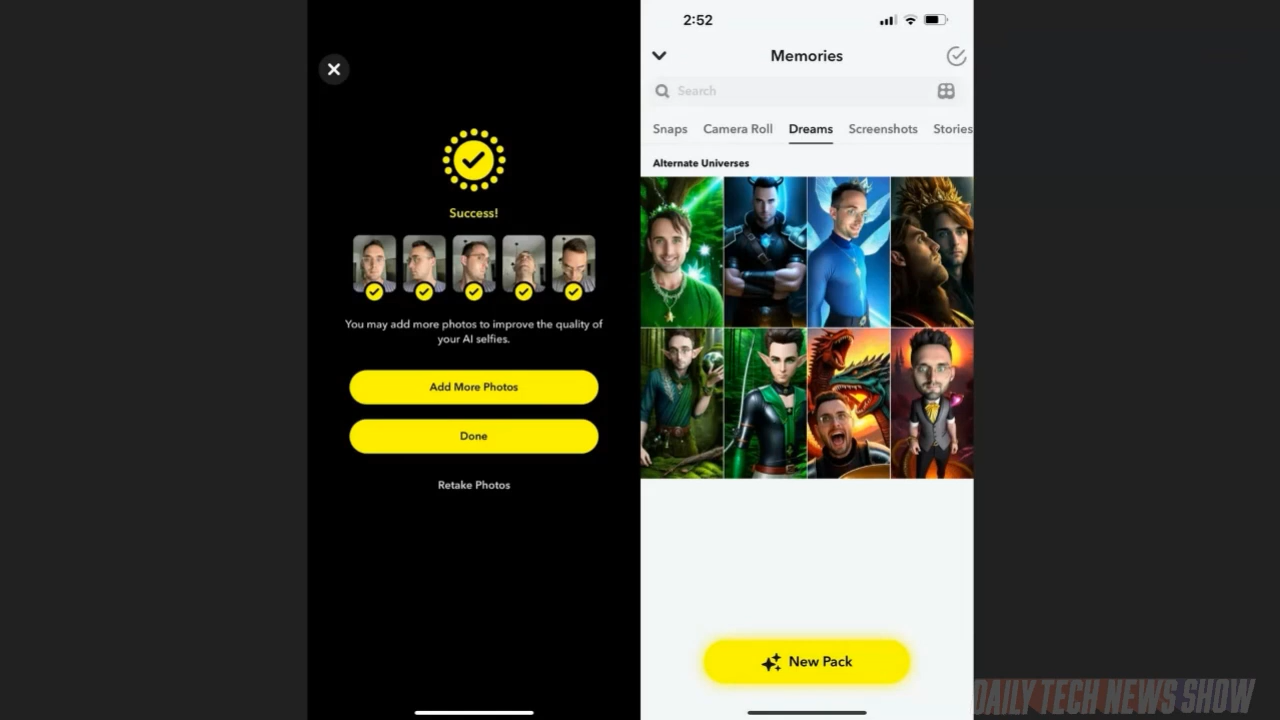 Success!
You may add more photos to improve the quality of
your AI selfies.
Add More Photos
Done
Retake Photos
2:52
Memories
Search
Snaps Camera Roll Dreams Screenshots Stories
Alternate Universes
New Pack
DAILY TECH NEWS SHOW